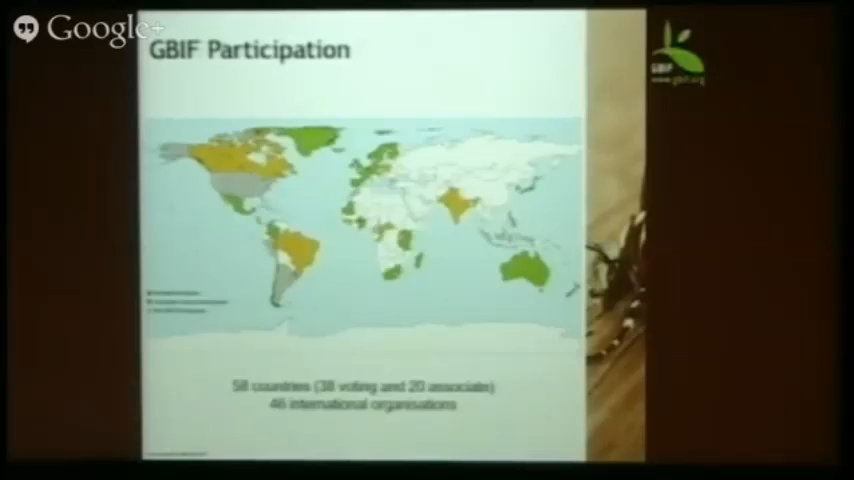 Google+
GBIF Participation
GBIF
www.gbif.org
58 countries (38 voting and 20 associate)
46 international organisations